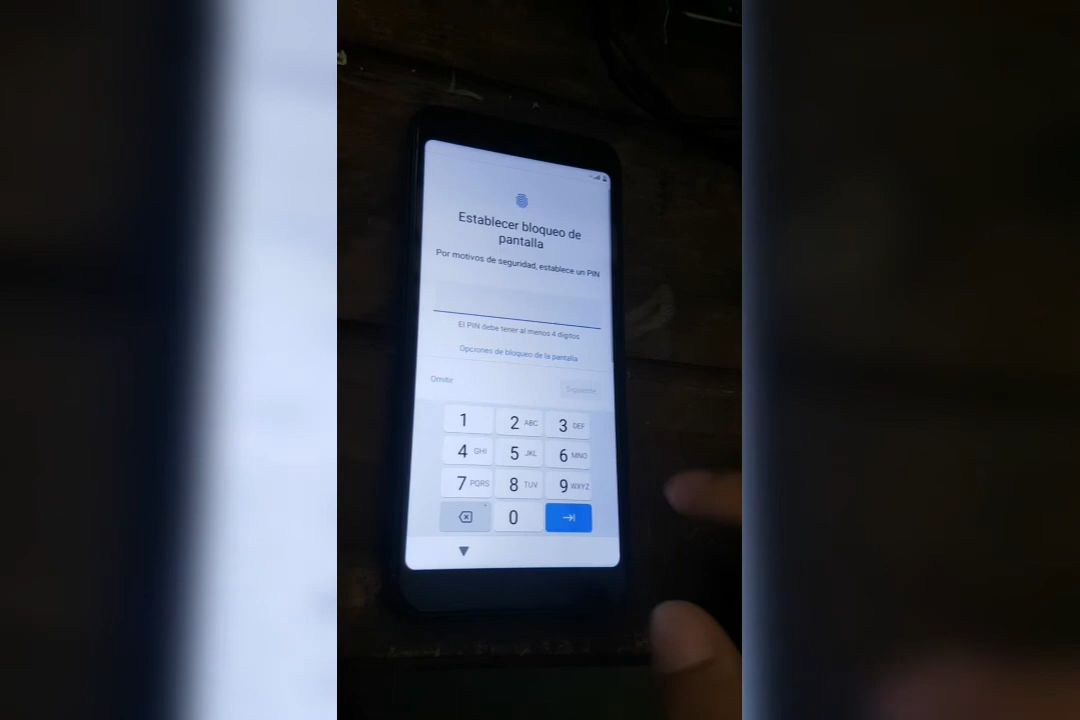 Establecer bloqueo de
pantalla
Por motivos de seguridad, establece un PIN
El PIN debe tener al menos 4 dígitos
Opciones de bloqueo de la pantalla
Omitir Siguiente
1 2 ABC 3 DEF
4 GHI 5 JKL 6 MNO
7 PQRS 8 TUV 9 WXYZ
0